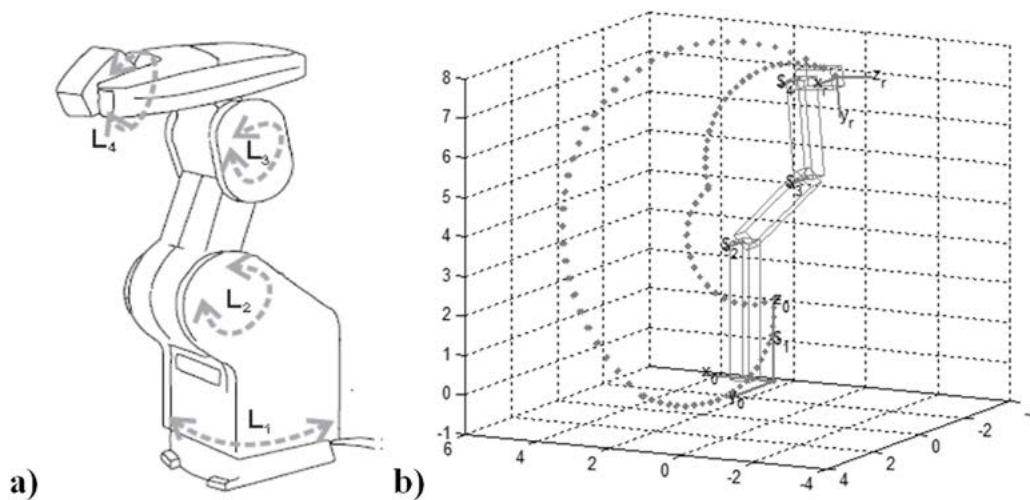 L₄
L₃
L₂
L₁
a)
b)
8
7
6
5
4
3
2
1
0
-1
6
4
2
0
-2
-4
4
2
0
-2
S₃
S₂
S₁
z₀
x₀
y₀
xᵣ
yᵣ
zᵣ